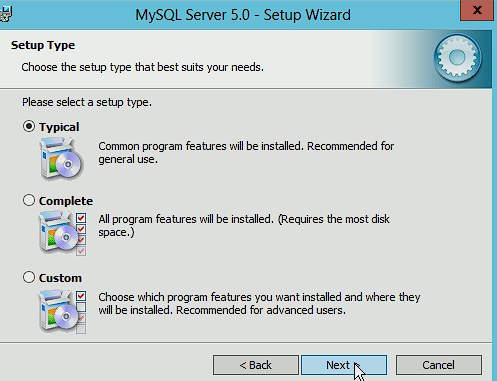 MySQL Server 5.0 - Setup Wizard
x
Setup Type
Choose the setup type that best suits your needs.
Please select a setup type.
Typical
Common program features will be installed. Recommended for
general use.
Complete
All program features will be installed. (Requires the most disk
space.)
Custom
Choose which program features you want installed and where they
will be installed. Recommended for advanced users.
< Back
Next >
Cancel